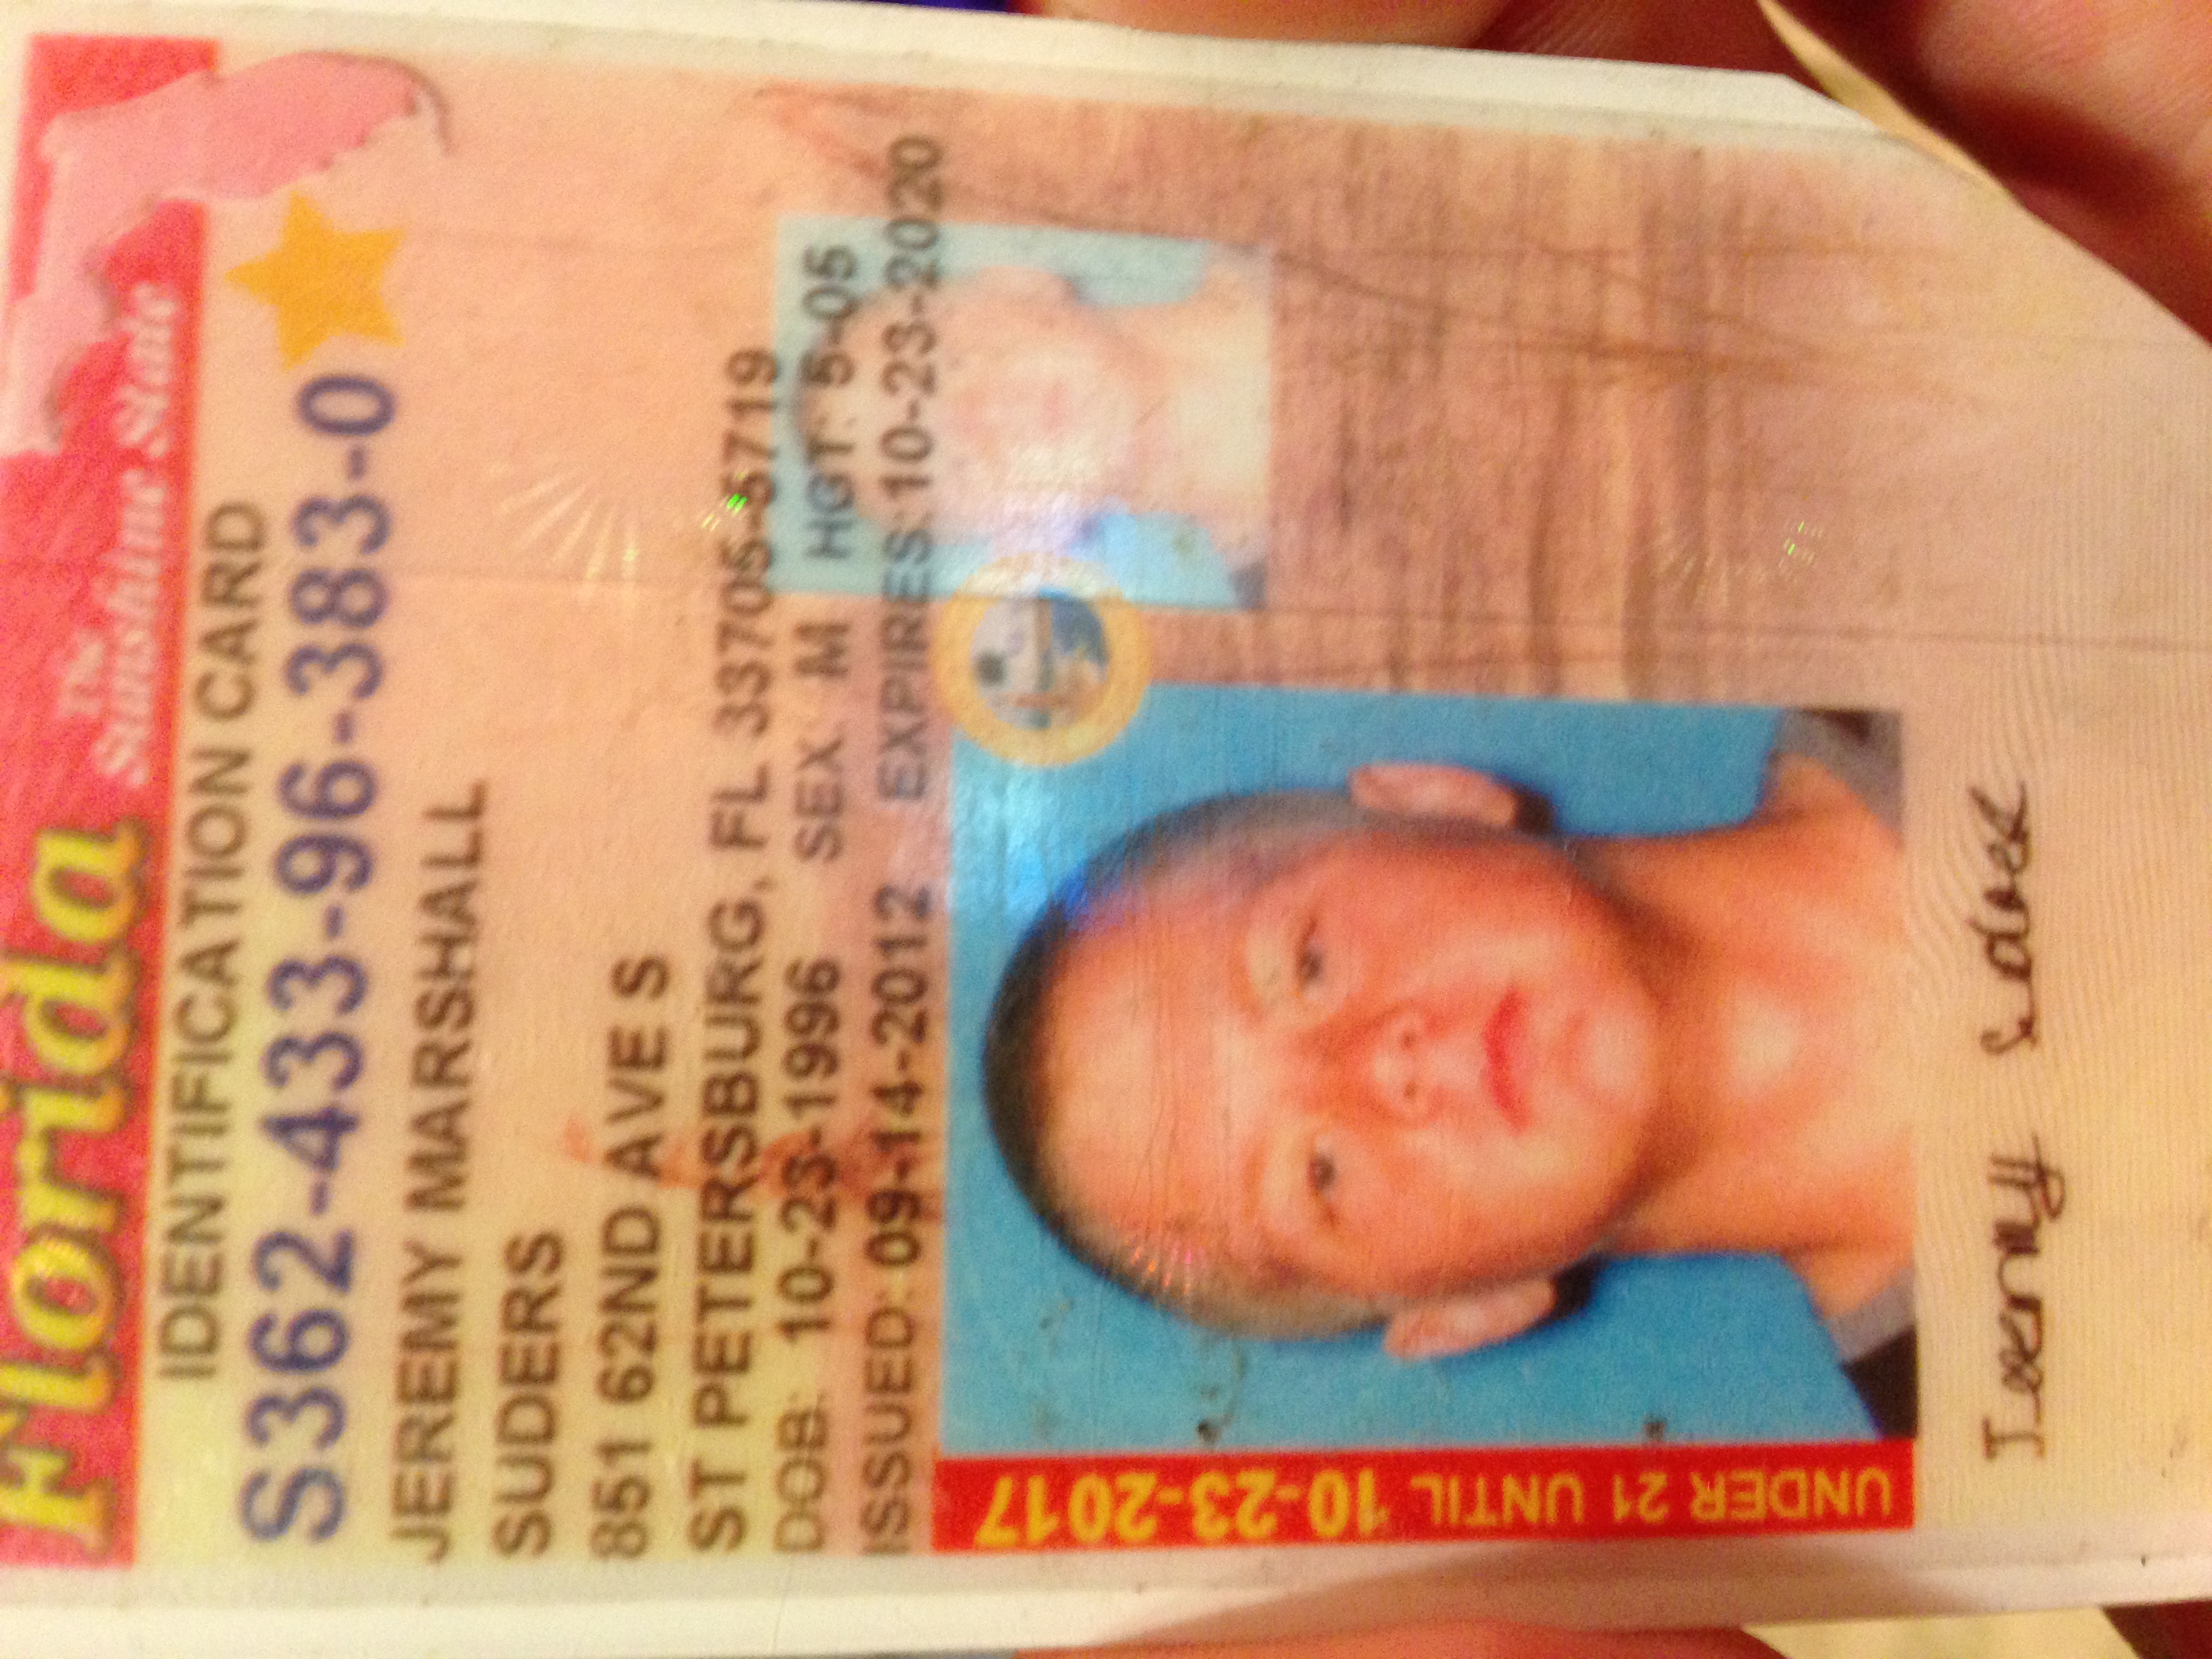 Florida The Sunshine State
IDENTIFICATION CARD
S362-433-96-383-0
JEREMY MARSHALL
SUDERS
851 62ND AVE S
ST PETERSBURG, FL 33705-5719
DOB: 10-23-1996 SEX: M HGT: 5-05
ISSUED: 09-14-2012 EXPIRES: 10-23-2020
UNDER 21 UNTIL 10-23-2017
Jeremy Suders